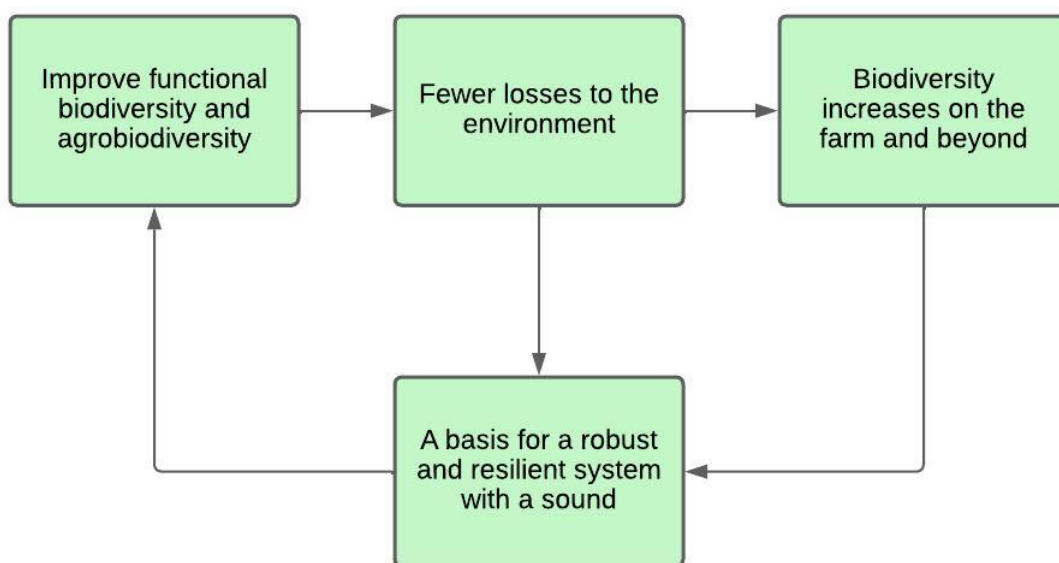 Improve functional
biodiversity and
agrobiodiversity
Fewer losses to the
environment
Biodiversity
increases on the
farm and beyond
A basis for a robust
and resilient system
with a sound